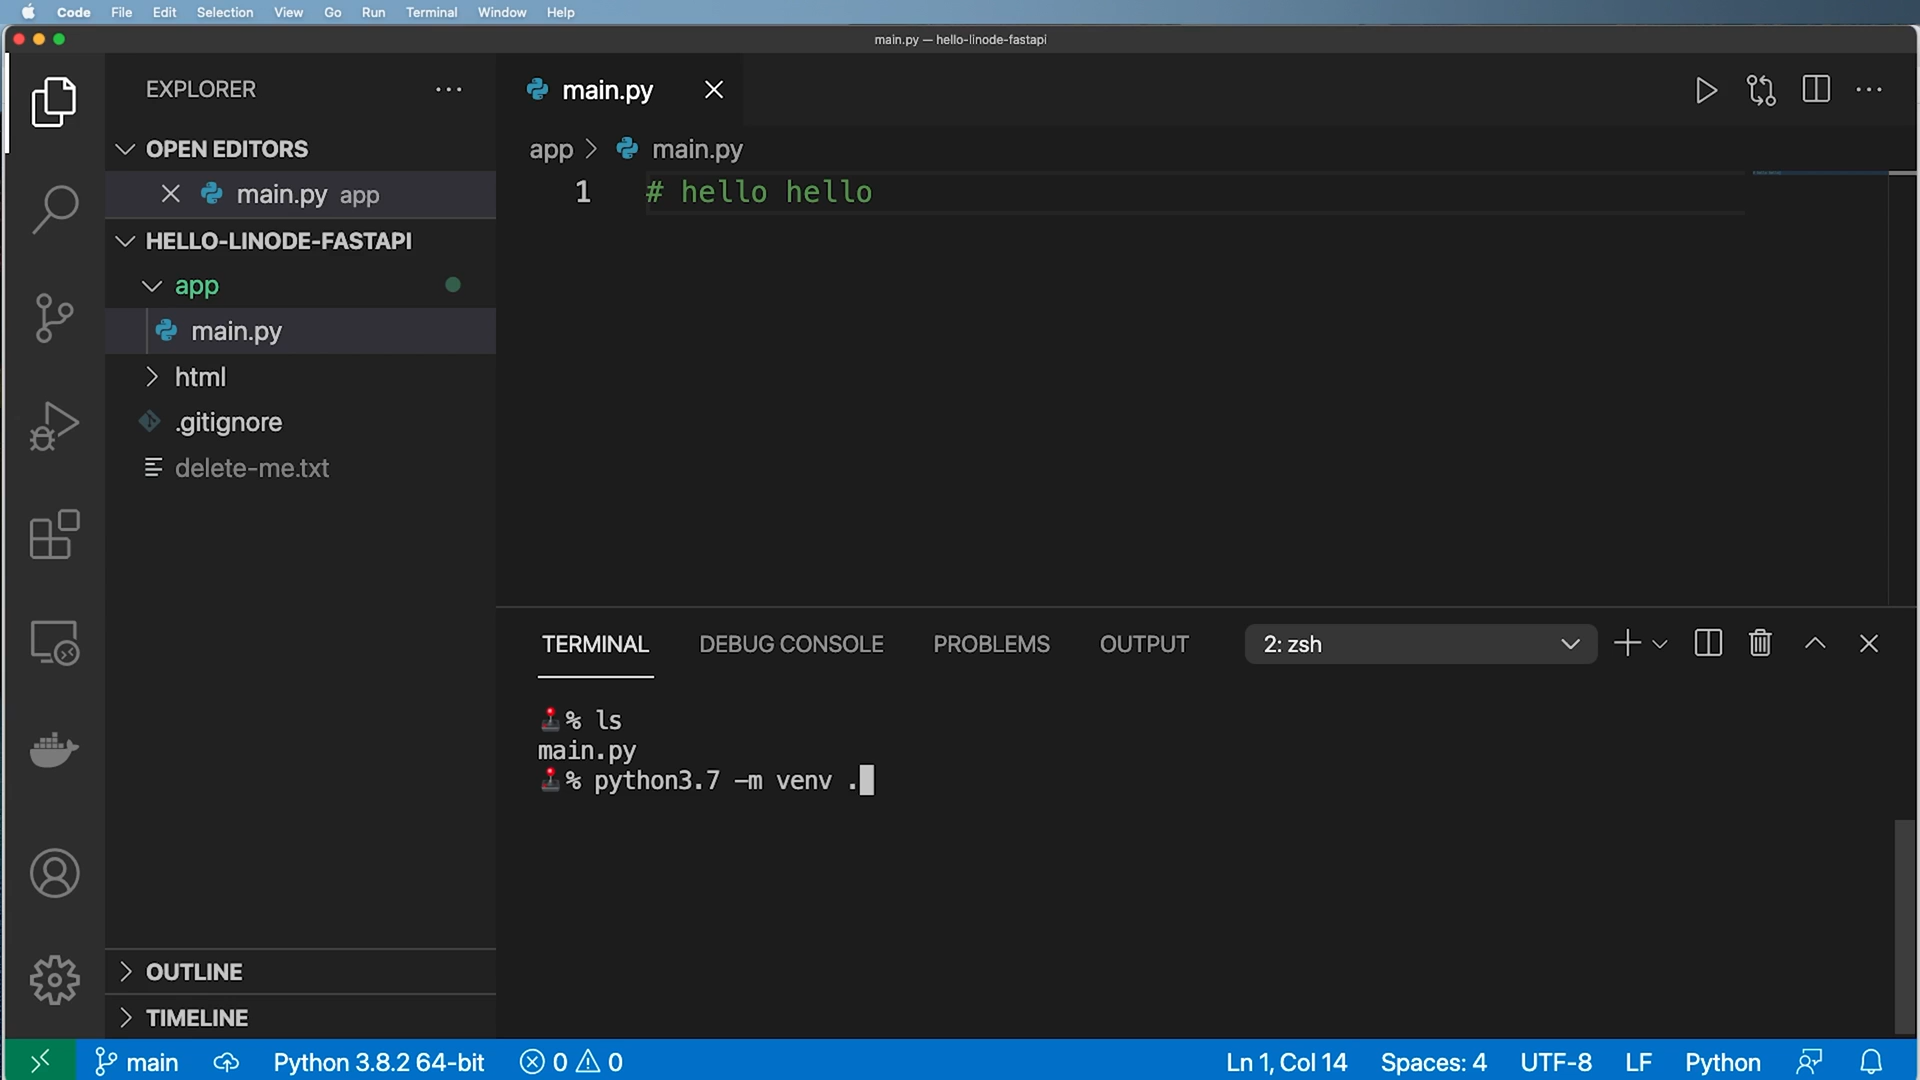 Code File Edit Selection View Go Run Terminal Window Help
main.py — hello-linode-fastapi
EXPLORER
OPEN EDITORS
main.py app
HELLO-LINODE-FASTAPI
app
main.py
html
.gitignore
delete-me.txt
OUTLINE
TIMELINE
main.py
app > main.py
1 # hello hello
TERMINAL DEBUG CONSOLE PROBLEMS OUTPUT 2: zsh
% ls
main.py
% python3.7 -m venv .
main Python 3.8.2 64-bit 0 0 Ln 1, Col 14 Spaces: 4 UTF-8 LF Python